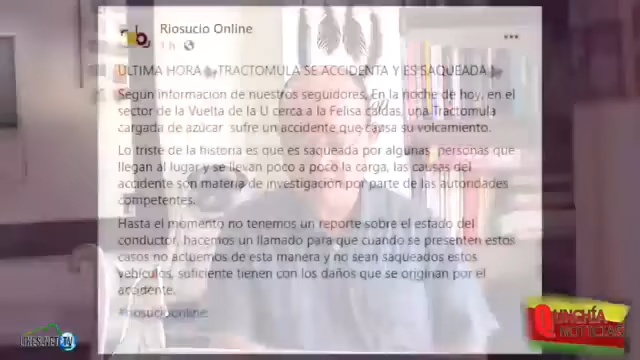 Riosucio Online
1 h
ULTIMA HORA TRACTOMULA SE ACCIDENTA Y ES SAQUEADA
Según información de nuestros seguidores, En la noche de hoy, en el
sector de la Vuelta de la U cerca a la Felisa caldas, una Tractomula
cargada de azúcar sufre un accidente que causa su volcamiento.
Lo triste de la historia es que es saqueada por algunas personas que
llegan al lugar y se llevan poco a poco la carga, las causas del
accidente son materia de investigación por parte de las autoridades
competentes.
Hasta el momento no tenemos un reporte sobre el estado del
conductor, hacemos un llamado para que cuando se presenten estos
casos no actuemos de esta manera y no sean saqueados estos
vehículos, suficiente tienen con los daños que se originan por el
accidente.
#riosucioonline
QUINCHÍA
NOTICIAS